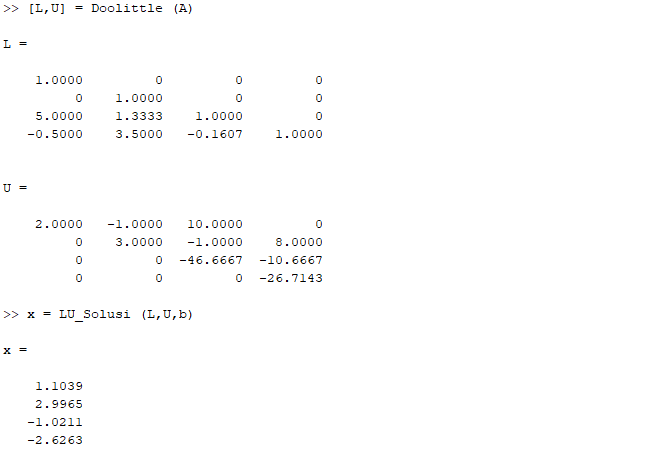 >> [L,U] = Doolittle (A)
L =
1.0000 0 0 0
0 1.0000 0 0
5.0000 1.3333 1.0000 0
-0.5000 3.5000 -0.1607 1.0000
U =
2.0000 -1.0000 10.0000 0
0 3.0000 -1.0000 8.0000
0 0 -46.6667 -10.6667
0 0 0 -26.7143
>> x = LU_Solusi (L,U,b)
x =
1.1039
2.9965
-1.0211
-2.6263